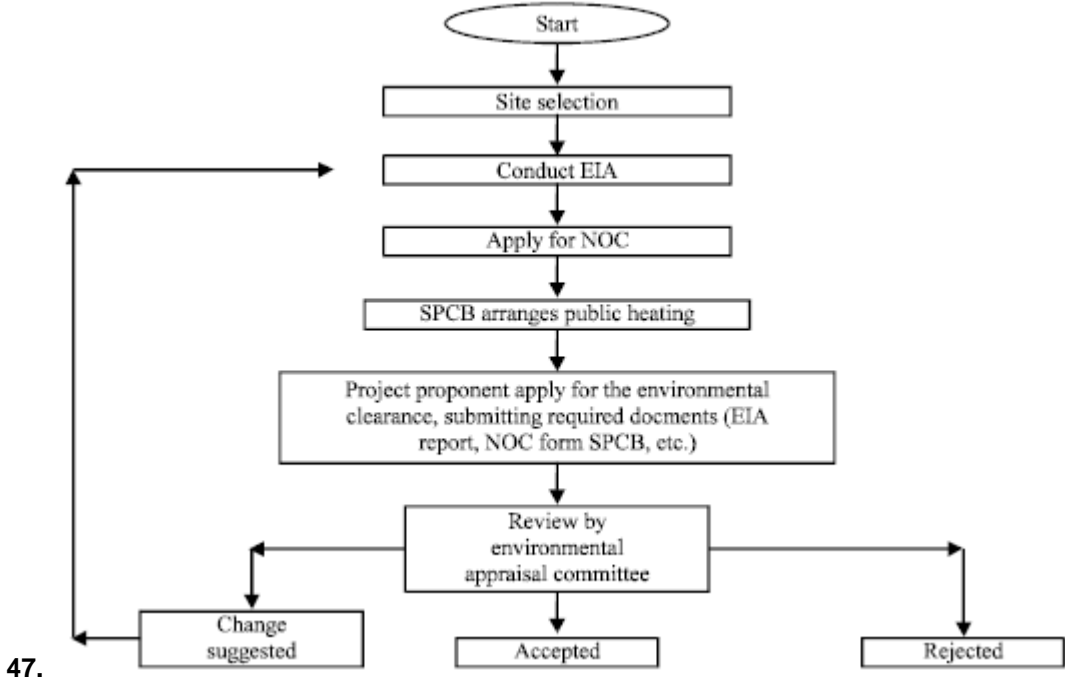 Start
Site selection
Conduct EIA
Apply for NOC
SPCB arranges public heating
Project proponent apply for the environmental
clearance, submitting required docments (EIA
report, NOC form SPCB, etc.)
Review by
environmental
appraisal committee
Change
suggested
Accepted
Rejected
47.